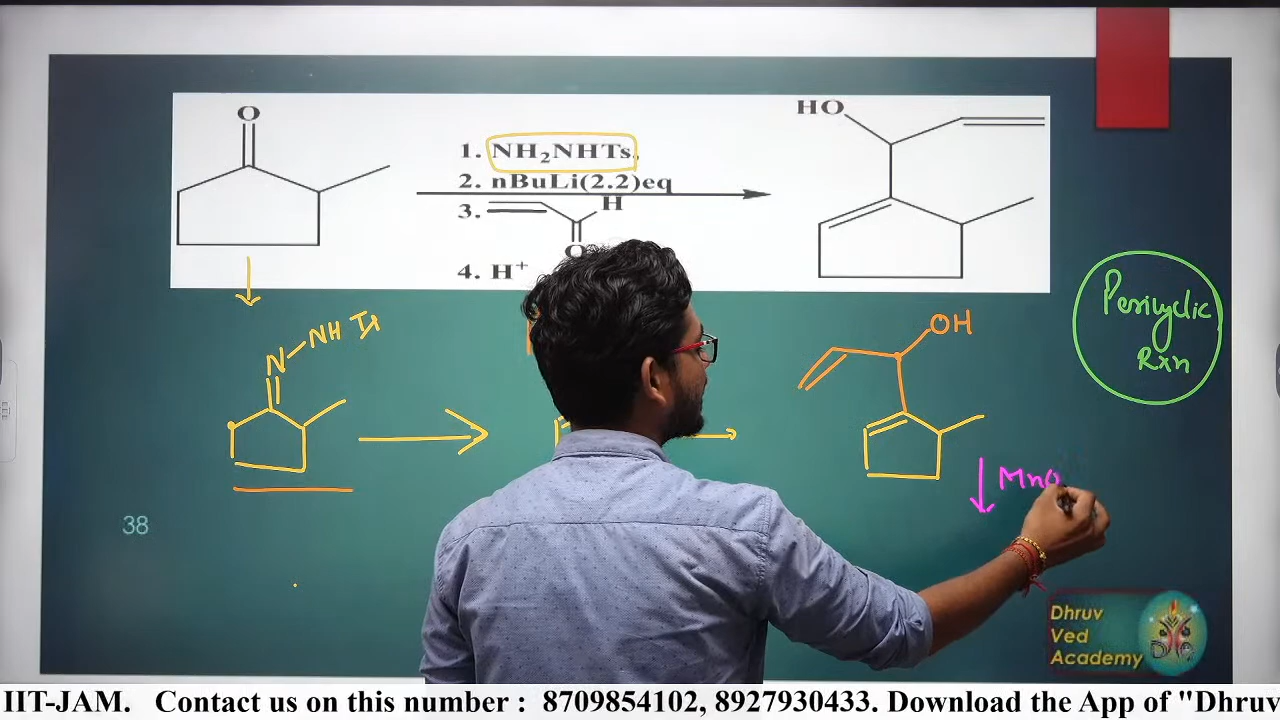 O
1. NH₂NHTs.
2. nBuLi(2.2)eq
3.
H
O
4. H⁺
HO
Pericyclic
Rxn
N-NH Ts
OH
MnO
38
Dhruv
Ved
Academy
IIT-JAM. Contact us on this number : 8709854102, 8927930433. Download the App of "Dhruv